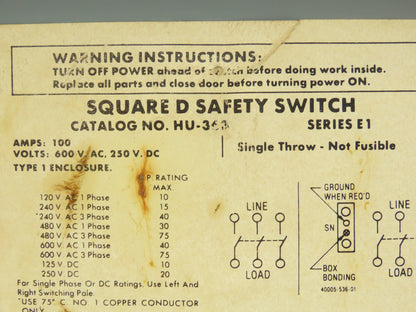 WARNING INSTRUCTIONS:
TURN OFF POWER ahead of switch before doing work inside.
Replace all parts and close door before turning power ON.
SQUARE D SAFETY SWITCH
CATALOG NO. HU-363 SERIES E1
AMPS: 100
VOLTS: 600 V. AC, 250 V. DC
TYPE 1 ENCLOSURE.
Single Throw - Not Fusible
HP RATING
MAX
120 V AC 1 Phase 10
240 V AC 1 Phase 15
*240 V AC 3 Phase 40
480 V AC 1 Phase 30
480 V AC 3 Phase 75
600 V AC 1 Phase 40
600 V AC 3 Phase 75
125 V DC 10
250 V DC 20
For Single Phase Or DC Ratings, Use Left And
Right Switching Pole.
*USE 75° C. NO. 1 COPPER CONDUCTOR
ONLY
LINE
LOAD
GROUND
WHEN REQ'D
SN
BOX
BONDING
40005-536-01
LINE
LOAD